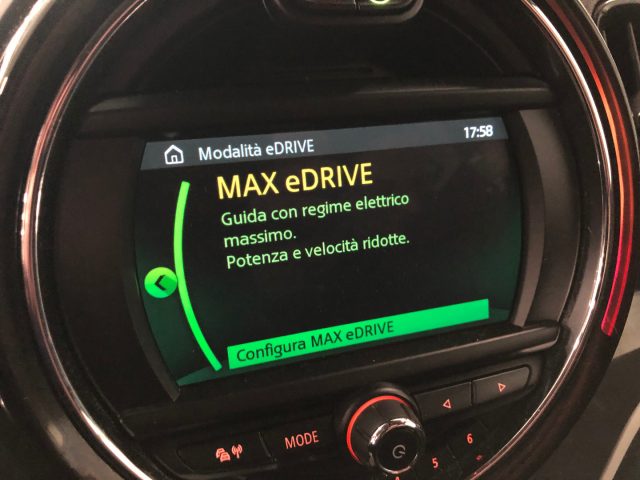 Modalità eDRIVE 17:58
MAX eDRIVE
Guida con regime elettrico
massimo.
Potenza e velocità ridotte.
Configura MAX eDRIVE
MODE
4 5 6